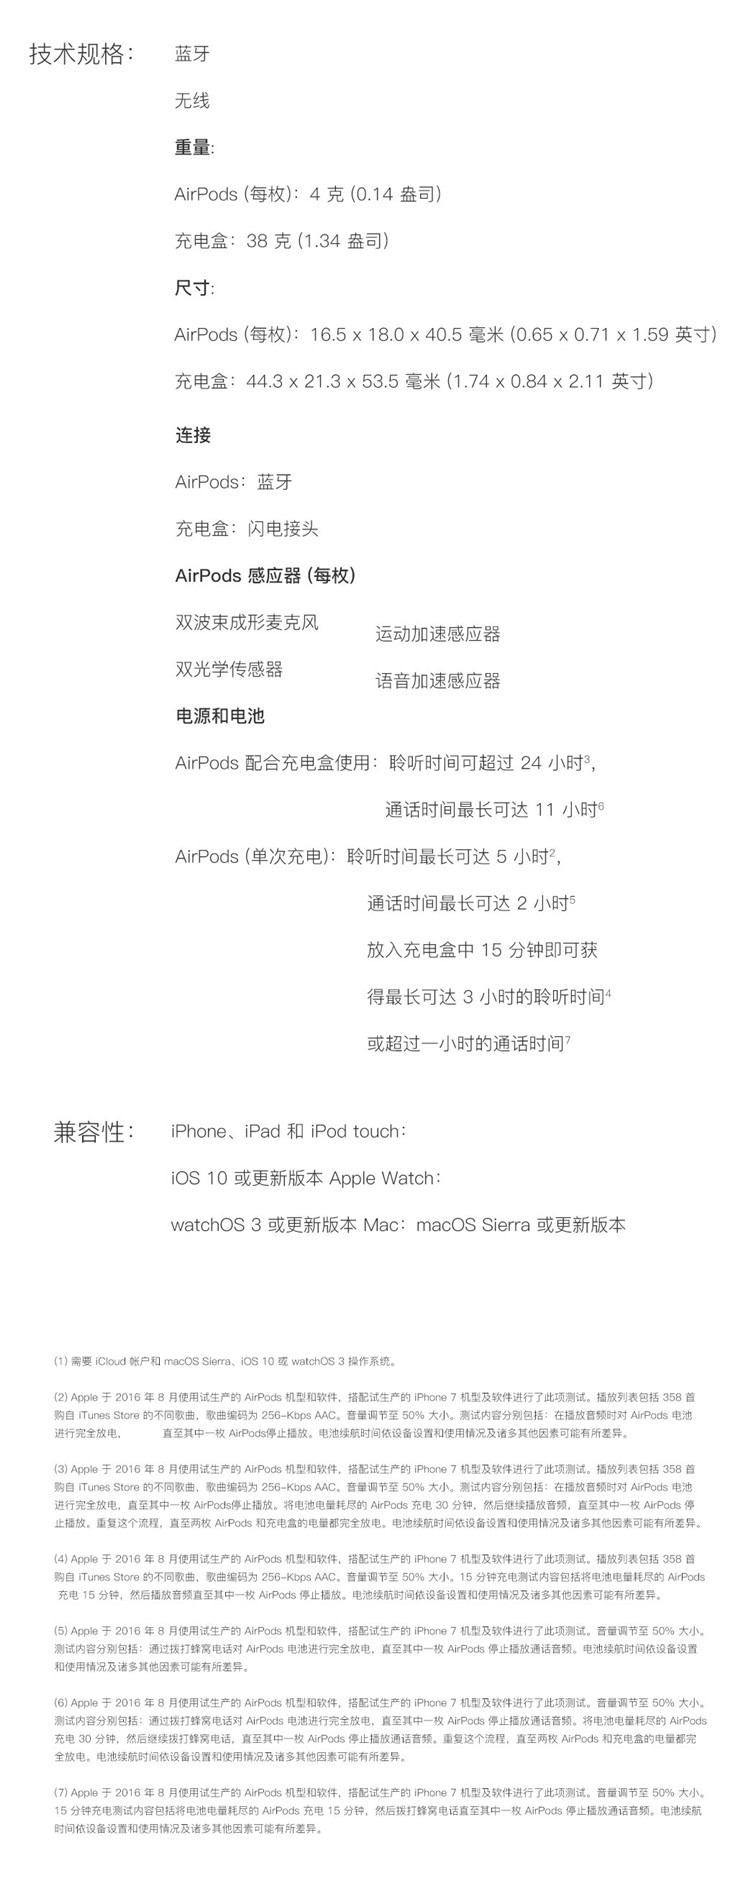 技术规格：
蓝牙
无线
重量:
AirPods (每枚)：4 克 (0.14 盎司)
充电盒：38 克 (1.34 盎司)
尺寸:
AirPods (每枚)：16.5 x 18.0 x 40.5 毫米 (0.65 x 0.71 x 1.59 英寸)
充电盒：44.3 x 21.3 x 53.5 毫米 (1.74 x 0.84 x 2.11 英寸)
连接
AirPods：蓝牙
充电盒：闪电接头
AirPods 感应器 (每枚)
双波束成形麦克风
运动加速感应器
双光学传感器
语音加速感应器
电源和电池
AirPods 配合充电盒使用：聆听时间可超过 24 小时³,
通话时间最长可达 11 小时⁶
AirPods (单次充电)：聆听时间最长可达 5 小时²,
通话时间最长可达 2 小时⁵
放入充电盒中 15 分钟即可获
得最长可达 3 小时的聆听时间⁴
或超过一小时的通话时间⁷
兼容性：
iPhone、iPad 和 iPod touch：
iOS 10 或更新版本 Apple Watch：
watchOS 3 或更新版本 Mac：macOS Sierra 或更新版本
(1) 需要 iCloud 帐户和 macOS Sierra、iOS 10 或 watchOS 3 操作系统。
(2) Apple 于 2016 年 8 月使用试生产的 AirPods 机型和软件，搭配试生产的 iPhone 7 机型及软件进行了此项测试。播放列表包括 358 首
购自 iTunes Store 的不同歌曲，歌曲编码为 256-Kbps AAC。音量调节至 50% 大小。测试内容分别包括：在播放音频时对 AirPods 电池
进行完全放电， 直至其中一枚 AirPods停止播放。电池续航时间依设备设置和使用情况及诸多其他因素可能有所差异。
(3) Apple 于 2016 年 8 月使用试生产的 AirPods 机型和软件，搭配试生产的 iPhone 7 机型及软件进行了此项测试。播放列表包括 358 首
购自 iTunes Store 的不同歌曲，歌曲编码为 256-Kbps AAC。音量调节至 50% 大小。测试内容分别包括：在播放音频时对 AirPods 电池
进行完全放电，直至其中一枚 AirPods停止播放。将电池电量耗尽的 AirPods 充电 30 分钟，然后继续播放音频，直至其中一枚 AirPods 停
止播放。重复这个流程，直至两枚 AirPods 和充电盒的电量都完全放电。电池续航时间依设备设置和使用情况及诸多其他因素可能有所差异。
(4) Apple 于 2016 年 8 月使用试生产的 AirPods 机型和软件，搭配试生产的 iPhone 7 机型及软件进行了此项测试。播放列表包括 358 首
购自 iTunes Store 的不同歌曲，歌曲编码为 256-Kbps AAC。音量调节至 50% 大小。15 分钟充电测试内容包括将电池电量耗尽的 AirPods
充电 15 分钟，然后播放音频直至其中一枚 AirPods 停止播放。电池续航时间依设备设置和使用情况及诸多其他因素可能有所差异。
(5) Apple 于 2016 年 8 月使用试生产的 AirPods 机型和软件，搭配试生产的 iPhone 7 机型及软件进行了此项测试。音量调节至 50% 大小。
测试内容分别包括：通过拨打蜂窝电话对 AirPods 电池进行完全放电，直至其中一枚 AirPods 停止播放通话音频。电池续航时间依设备设置
和使用情况及诸多其他因素可能有所差异。
(6) Apple 于 2016 年 8 月使用试生产的 AirPods 机型和软件，搭配试生产的 iPhone 7 机型及软件进行了此项测试。音量调节至 50% 大小。
测试内容分别包括：通过拨打蜂窝电话对 AirPods 电池进行完全放电，直至其中一枚 AirPods 停止播放通话音频。将电池电量耗尽的 AirPods
充电 30 分钟，然后继续拨打蜂窝电话，直至其中一枚 AirPods 停止播放通话音频。重复这个流程，直至两枚 AirPods 和充电盒的电量都完
全放电。电池续航时间依设备设置和使用情况及诸多其他因素可能有所差异。
(7) Apple 于 2016 年 8 月使用试生产的 AirPods 机型和软件，搭配试生产的 iPhone 7 机型及软件进行了此项测试。音量调节至 50% 大小。
15 分钟充电测试内容包括将电池电量耗尽的 AirPods 充电 15 分钟，然后拨打蜂窝电话直至其中一枚 AirPods 停止播放通话音频。电池续航
时间依设备设置和使用情况及诸多其他因素可能有所差异。